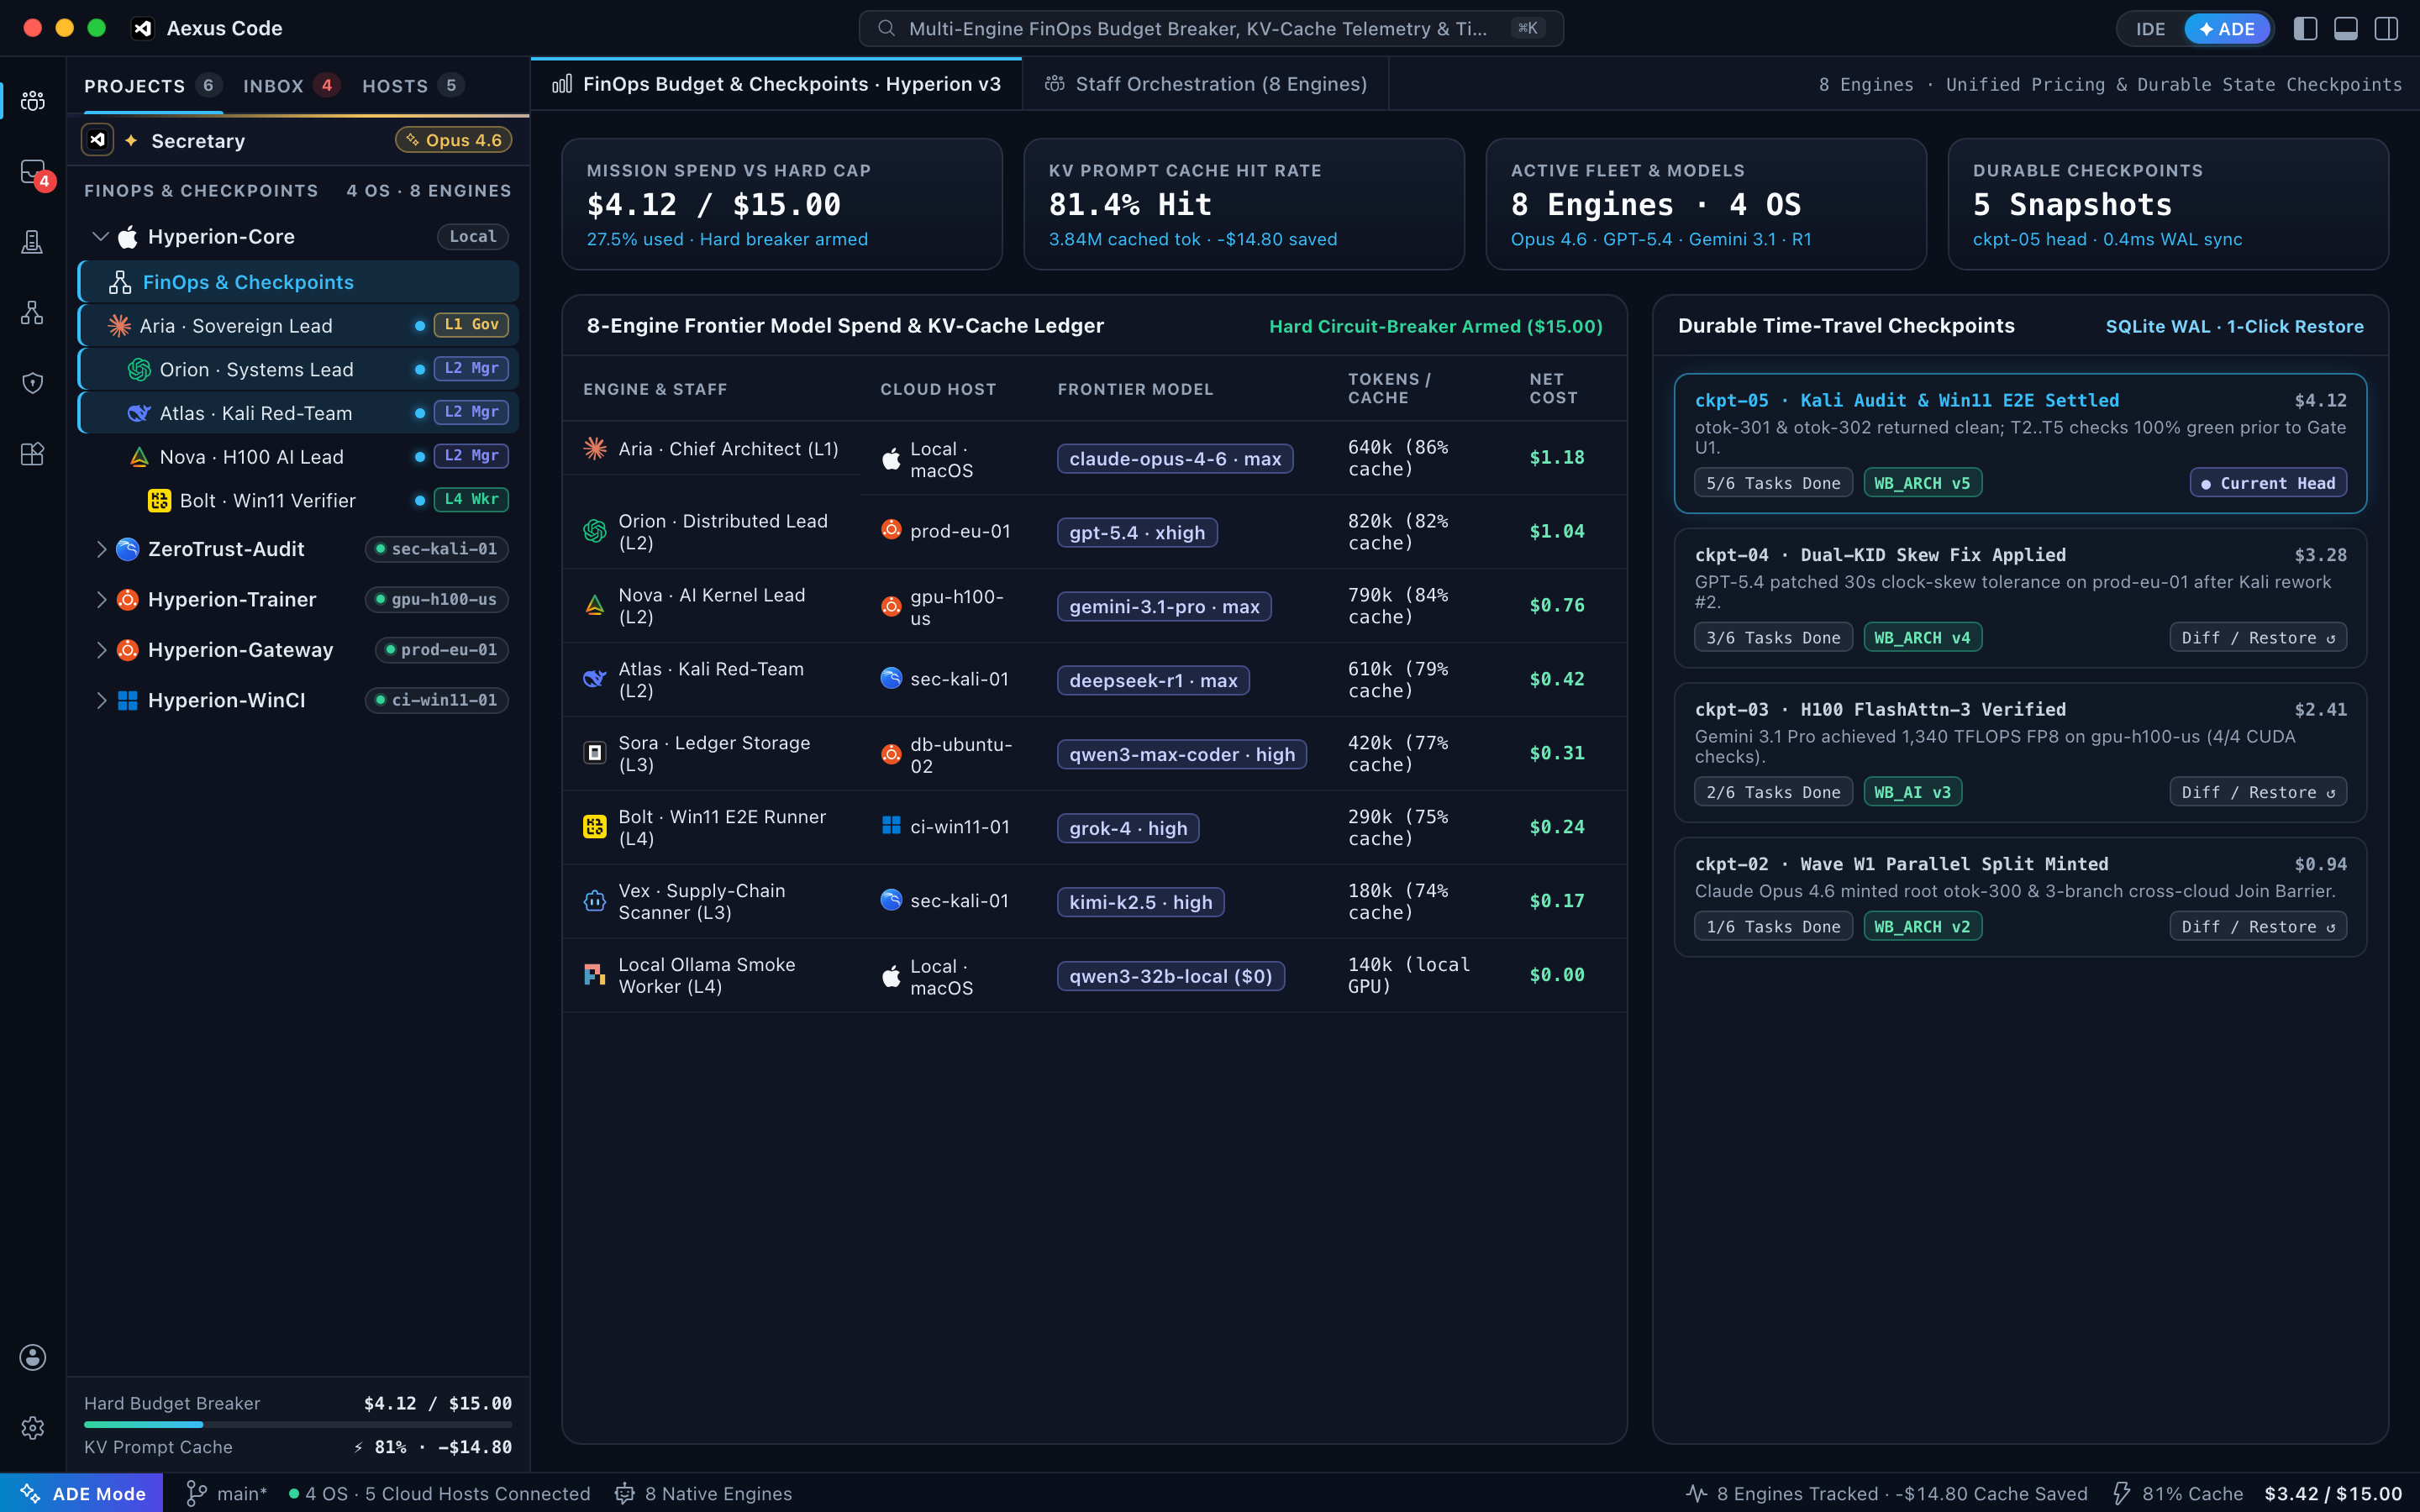 Aexus Code
Multi-Engine FinOps Budget Breaker, KV-Cache Telemetry & Ti... ⌘K
IDE ✦ ADE
PROJECTS 6 INBOX 4 HOSTS 5
4
✦ Secretary Opus 4.6
FINOPS & CHECKPOINTS 4 OS · 8 ENGINES
Hyperion-Core Local
FinOps & Checkpoints
Aria · Sovereign Lead L1 Gov
Orion · Systems Lead L2 Mgr
Atlas · Kali Red-Team L2 Mgr
Nova · H100 AI Lead L2 Mgr
Bolt · Win11 Verifier L4 Wkr
ZeroTrust-Audit sec-kali-01
Hyperion-Trainer gpu-h100-us
Hyperion-Gateway prod-eu-01
Hyperion-WinCI ci-win11-01
Hard Budget Breaker $4.12 / $15.00
KV Prompt Cache ⚡ 81% · −$14.80
FinOps Budget & Checkpoints · Hyperion v3
Staff Orchestration (8 Engines)
8 Engines · Unified Pricing & Durable State Checkpoints
MISSION SPEND VS HARD CAP
$4.12 / $15.00
27.5% used · Hard breaker armed
KV PROMPT CACHE HIT RATE
81.4% Hit
3.84M cached tok · -$14.80 saved
ACTIVE FLEET & MODELS
8 Engines · 4 OS
Opus 4.6 · GPT-5.4 · Gemini 3.1 · R1
DURABLE CHECKPOINTS
5 Snapshots
ckpt-05 head · 0.4ms WAL sync
8-Engine Frontier Model Spend & KV-Cache Ledger Hard Circuit-Breaker Armed ($15.00)
ENGINE & STAFF CLOUD HOST FRONTIER MODEL TOKENS / CACHE NET COST
Aria · Chief Architect (L1) Local · macOS claude-opus-4-6 · max 640k (86% cache) $1.18
Orion · Distributed Lead (L2) prod-eu-01 gpt-5.4 · xhigh 820k (82% cache) $1.04
Nova · AI Kernel Lead (L2) gpu-h100-us gemini-3.1-pro · max 790k (84% cache) $0.76
Atlas · Kali Red-Team (L2) sec-kali-01 deepseek-r1 · max 610k (79% cache) $0.42
Sora · Ledger Storage (L3) db-ubuntu-02 qwen3-max-coder · high 420k (77% cache) $0.31
Bolt · Win11 E2E Runner (L4) ci-win11-01 grok-4 · high 290k (75% cache) $0.24
Vex · Supply-Chain Scanner (L3) sec-kali-01 kimi-k2.5 · high 180k (74% cache) $0.17
Local Ollama Smoke Worker (L4) Local · macOS qwen3-32b-local ($0) 140k (local GPU) $0.00
Durable Time-Travel Checkpoints SQLite WAL · 1-Click Restore
ckpt-05 · Kali Audit & Win11 E2E Settled $4.12
otok-301 & otok-302 returned clean; T2..T5 checks 100% green prior to Gate
U1.
5/6 Tasks Done WB_ARCH v5 ● Current Head
ckpt-04 · Dual-KID Skew Fix Applied $3.28
GPT-5.4 patched 30s clock-skew tolerance on prod-eu-01 after Kali rework
#2.
3/6 Tasks Done WB_ARCH v4 Diff / Restore ↺
ckpt-03 · H100 FlashAttn-3 Verified $2.41
Gemini 3.1 Pro achieved 1,340 TFLOPS FP8 on gpu-h100-us (4/4 CUDA
checks).
2/6 Tasks Done WB_AI v3 Diff / Restore ↺
ckpt-02 · Wave W1 Parallel Split Minted $0.94
Claude Opus 4.6 minted root otok-300 & 3-branch cross-cloud Join Barrier.
1/6 Tasks Done WB_ARCH v2 Diff / Restore ↺
ADE Mode main* 4 OS · 5 Cloud Hosts Connected 8 Native Engines
8 Engines Tracked · -$14.80 Cache Saved 81% Cache $3.42 / $15.00